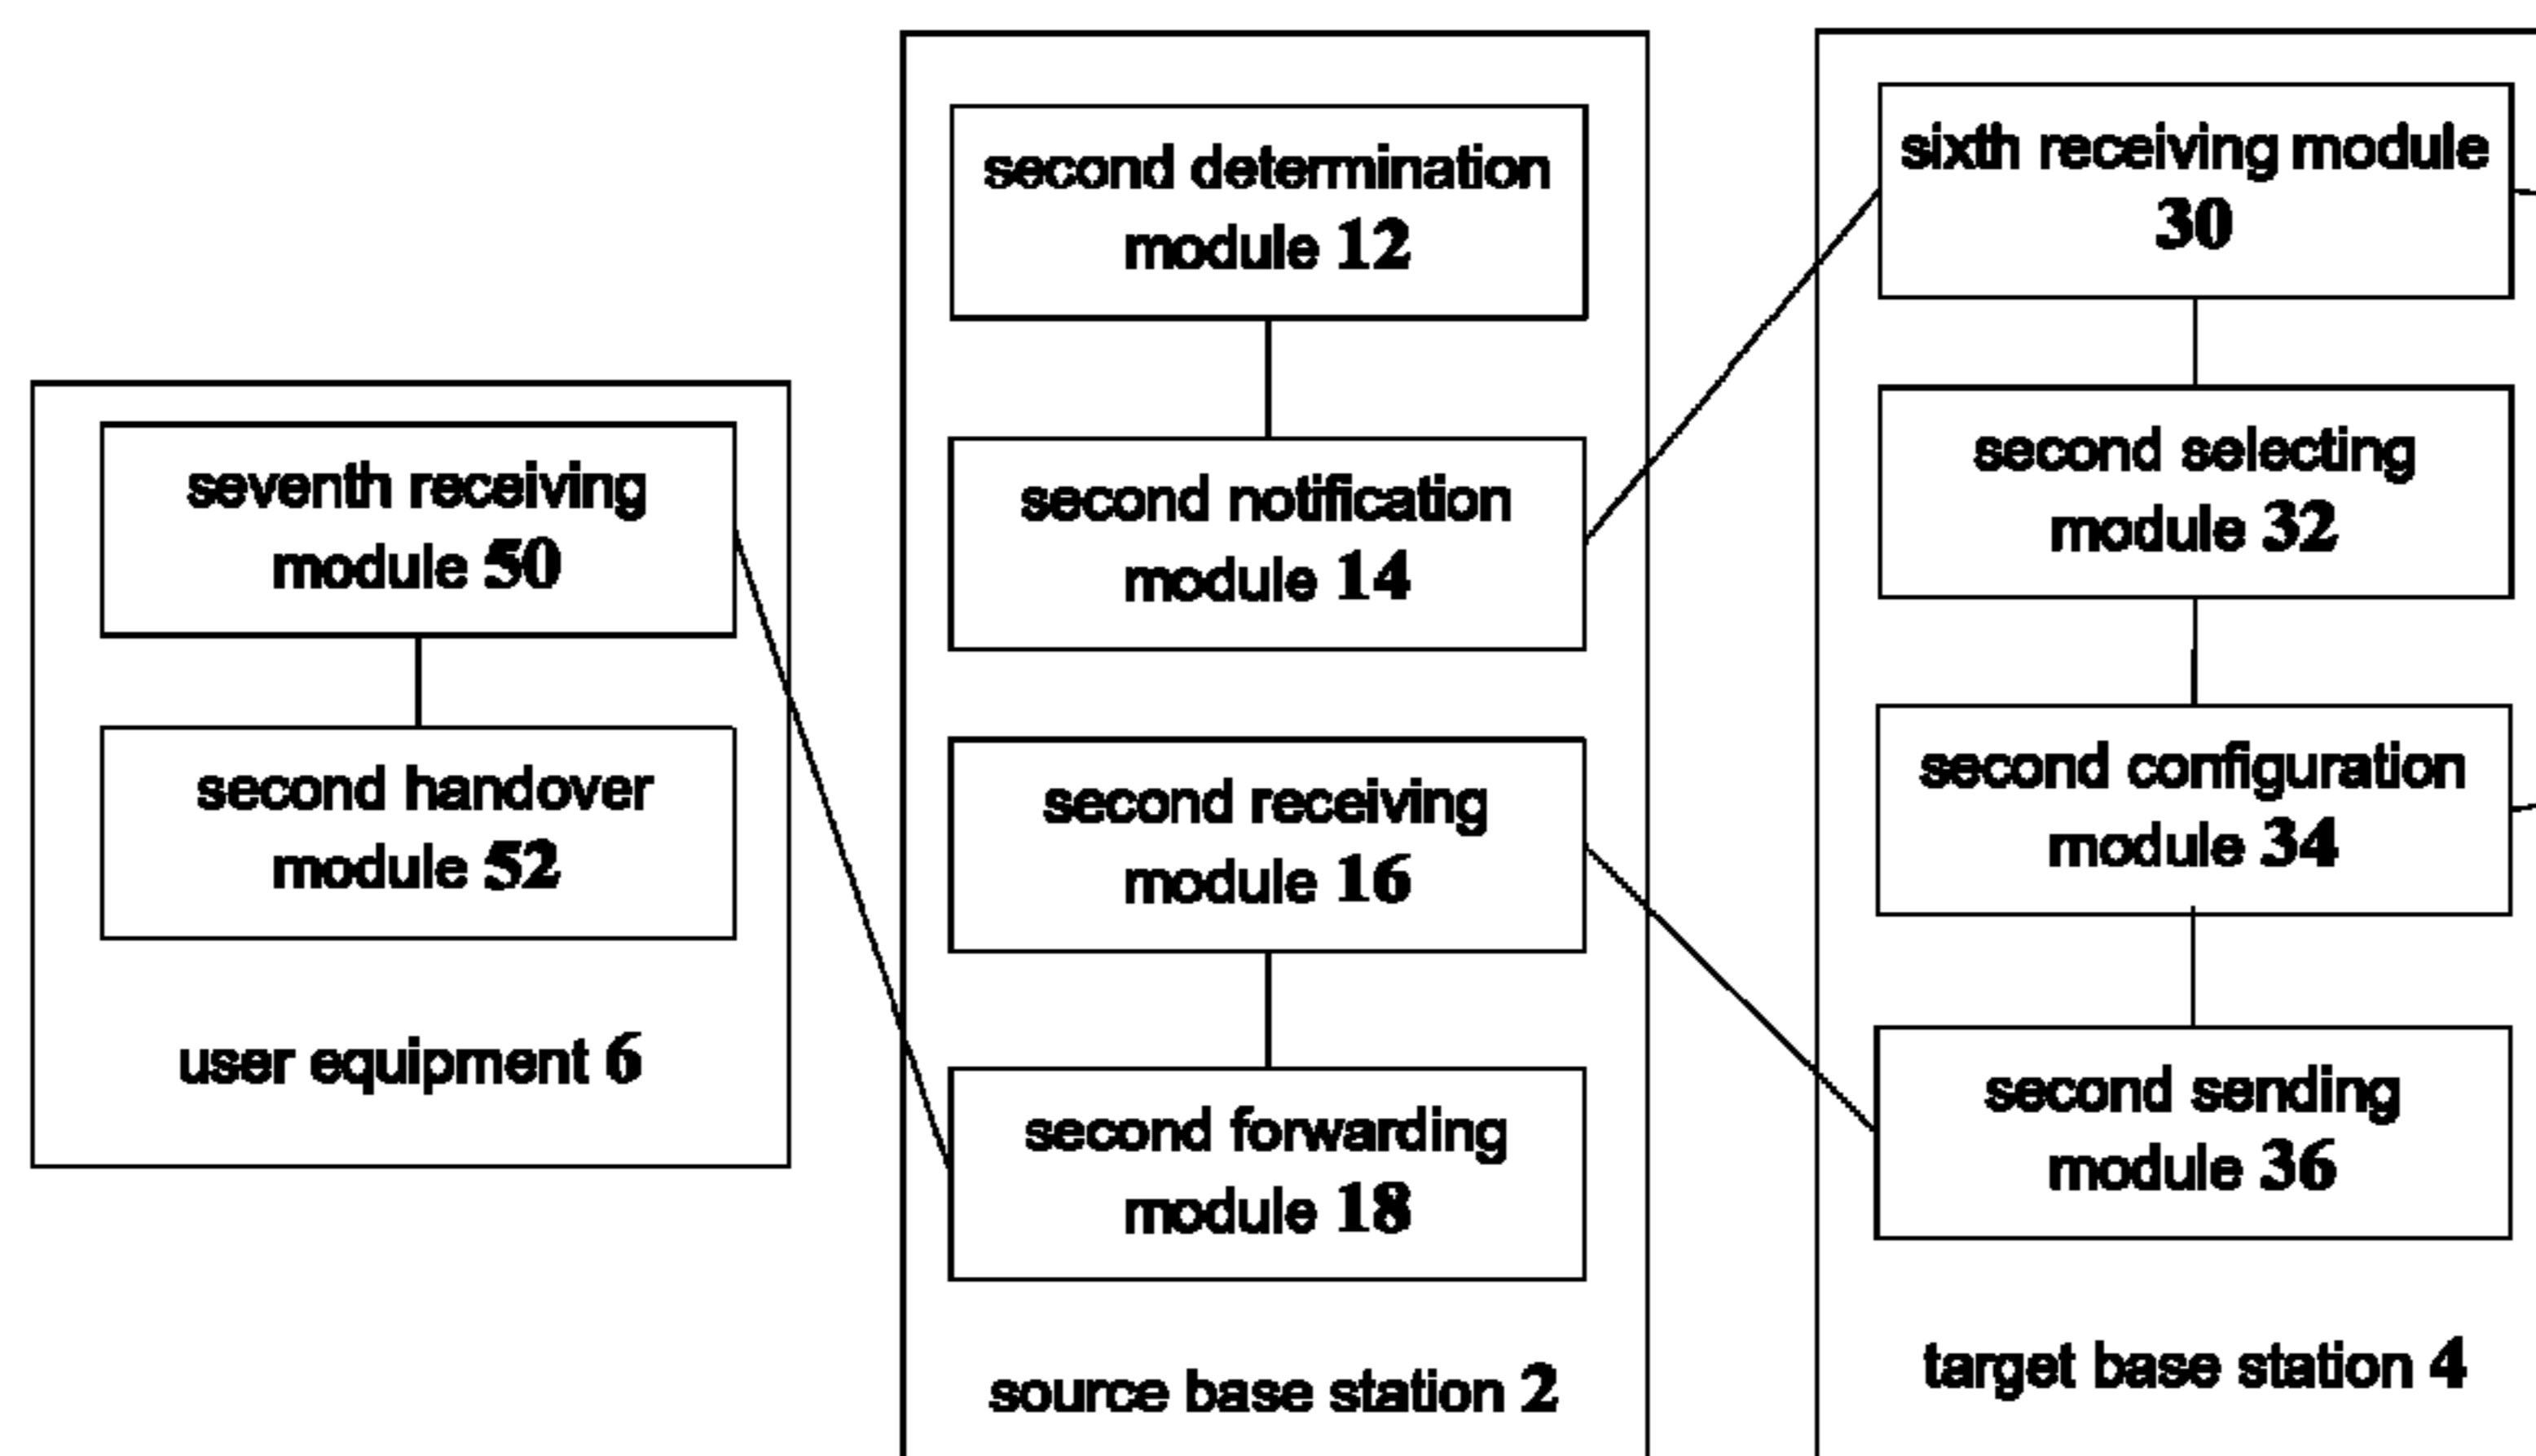 seventh receiving
module 50
second handover
module 52
user equipment 6
second determination
module 12
second notification
module 14
second receiving
module 16
second forwarding
module 18
source base station 2
sixth receiving module
30
second selecting
module 32
second configuration
module 34
second sending
module 36
target base station 4